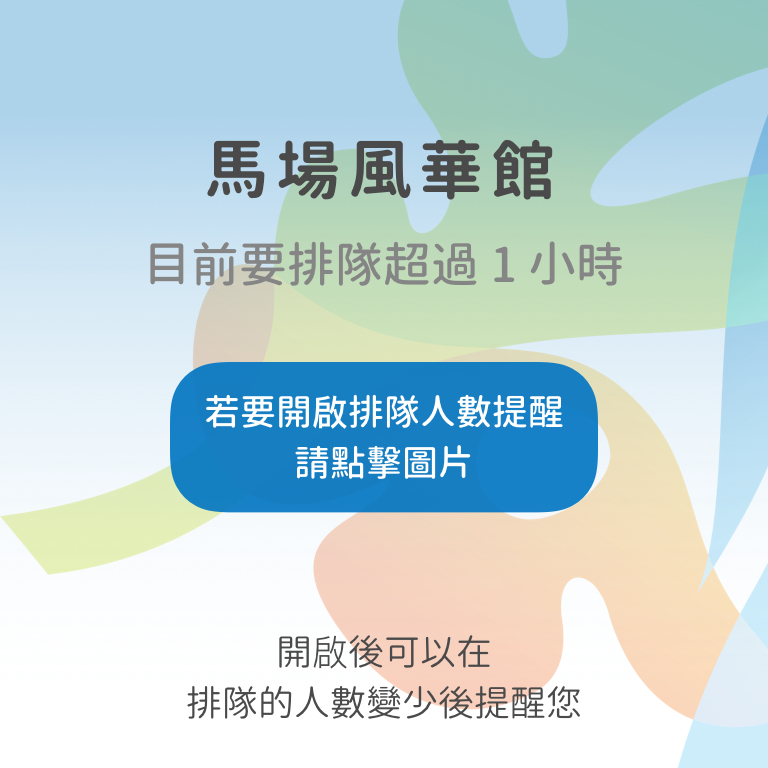 馬場風華館
目前要排隊超過 1 小時
若要開啟排隊人數提醒
請點擊圖片
開啟後可以在
排隊的人數變少後提醒您